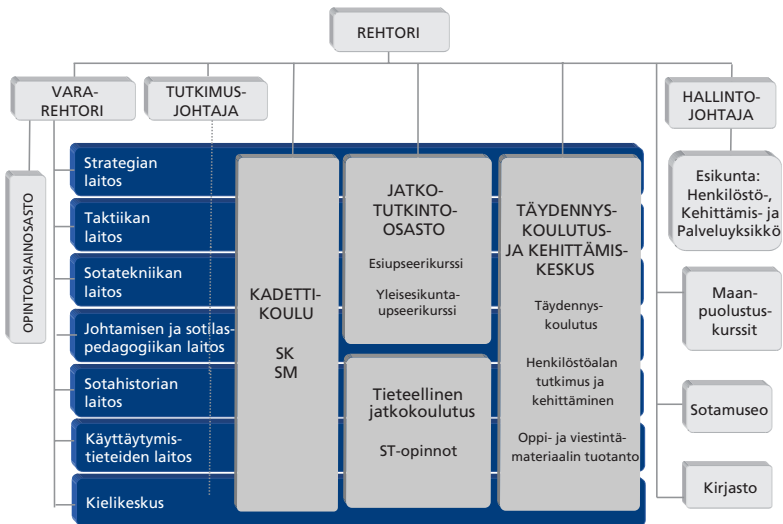 REHTORI
VARA-
REHTORI
TUTKIMUS-
JOHTAJA
HALLINTO-
JOHTAJA
OPINTOASIAINOSASTO
Strategian
laitos
Taktiikan
laitos
Sotatekniikan
laitos
Johtamisen ja sotilas-
pedagogiikan laitos
Sotahistorian
laitos
Käyttäytymis-
tieteiden laitos
Kielikeskus
KADETTI-
KOULU
SK
SM
JATKO-
TUTKINTO-
OSASTO
Esiupseerikurssi
Yleisesikunta-
upseerikurssi
Tieteellinen
jatkokoulutus
ST-opinnot
TÄYDENNYS-
KOULUTUS-
JA KEHITTÄMIS-
KESKUS
Täydennys-
koulutus
Henkilöstöalan
tutkimus ja
kehittäminen
Oppi- ja viestintä-
materiaalin tuotanto
Esikunta:
Henkilöstö-,
Kehittämis- ja
Palveluyksikkö
Maan-
puolustus-
kurssit
Sotamuseo
Kirjasto